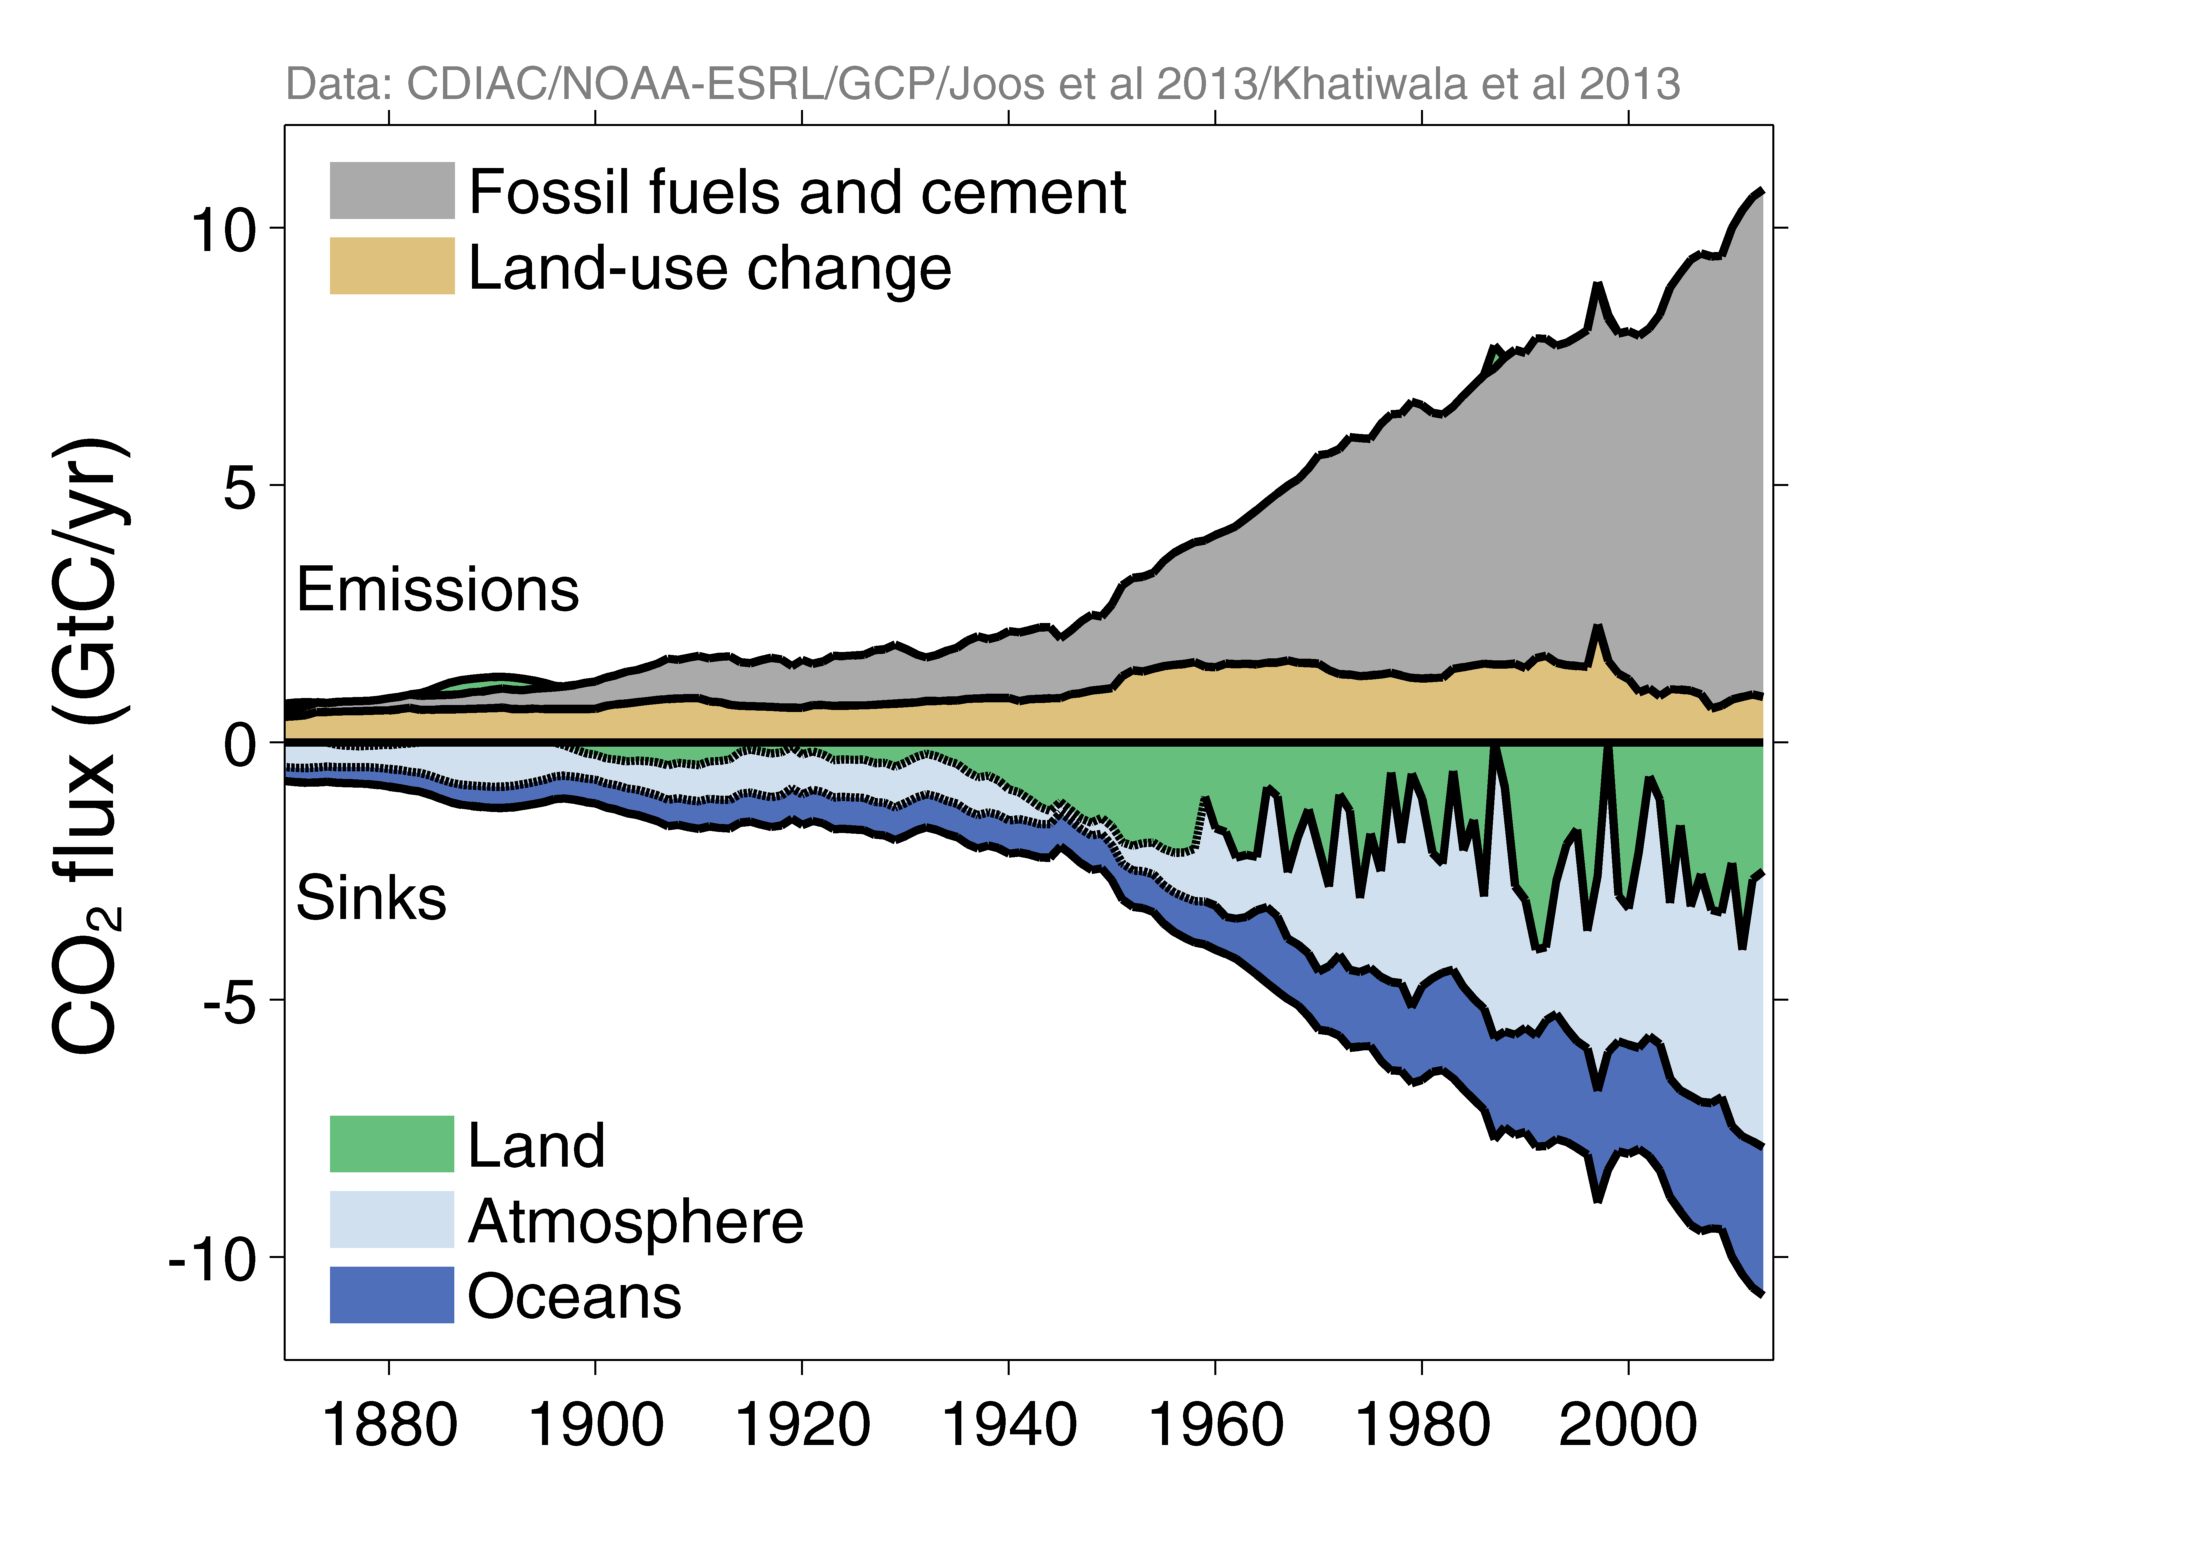 Data: CDIAC/NOAA-ESRL/GCP/Joos et al 2013/Khatiwala et al 2013
Fossil fuels and cement
Land-use change
10
5
0
-5
-10
CO₂ flux (GtC/yr)
Emissions
Sinks
Land
Atmosphere
Oceans
1880 1900 1920 1940 1960 1980 2000